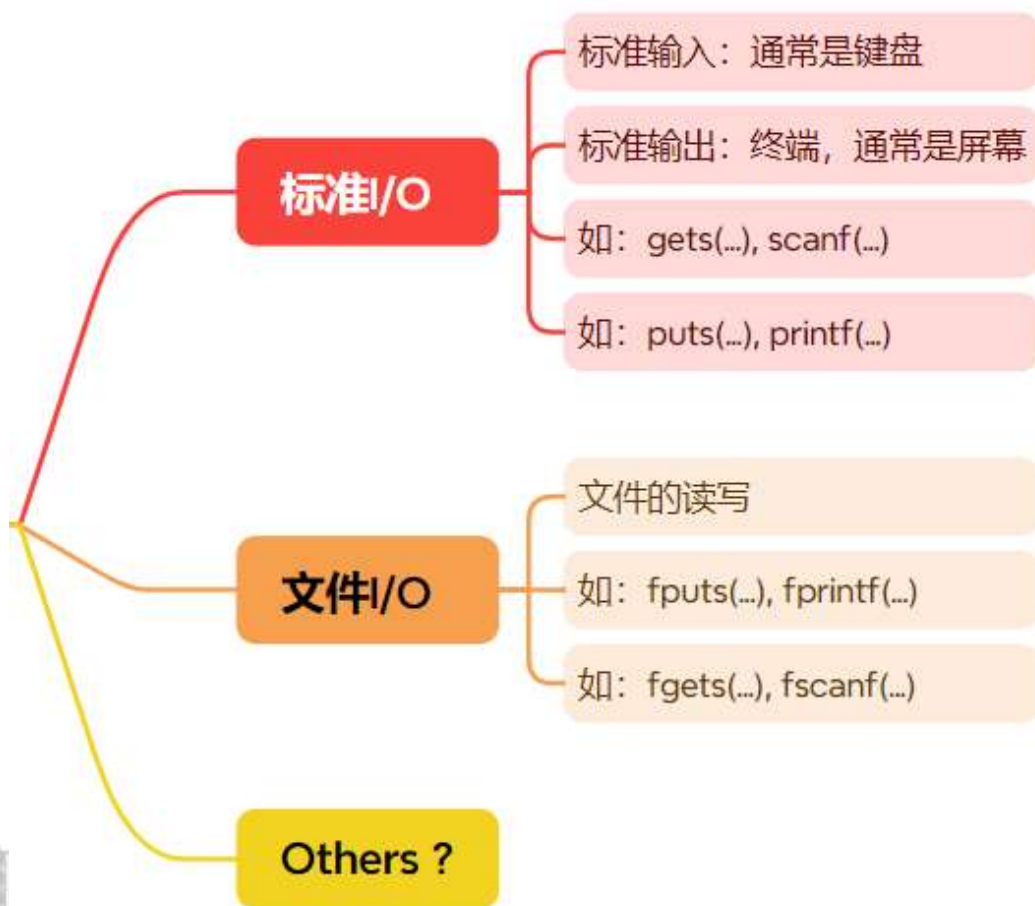 标准I/O
标准输入：通常是键盘
标准输出：终端，通常是屏幕
如：gets(...), scanf(...)
如：puts(...), printf(...)
文件I/O
文件的读写
如：fputs(...), fprintf(...)
如：fgets(...), fscanf(...)
Others ?